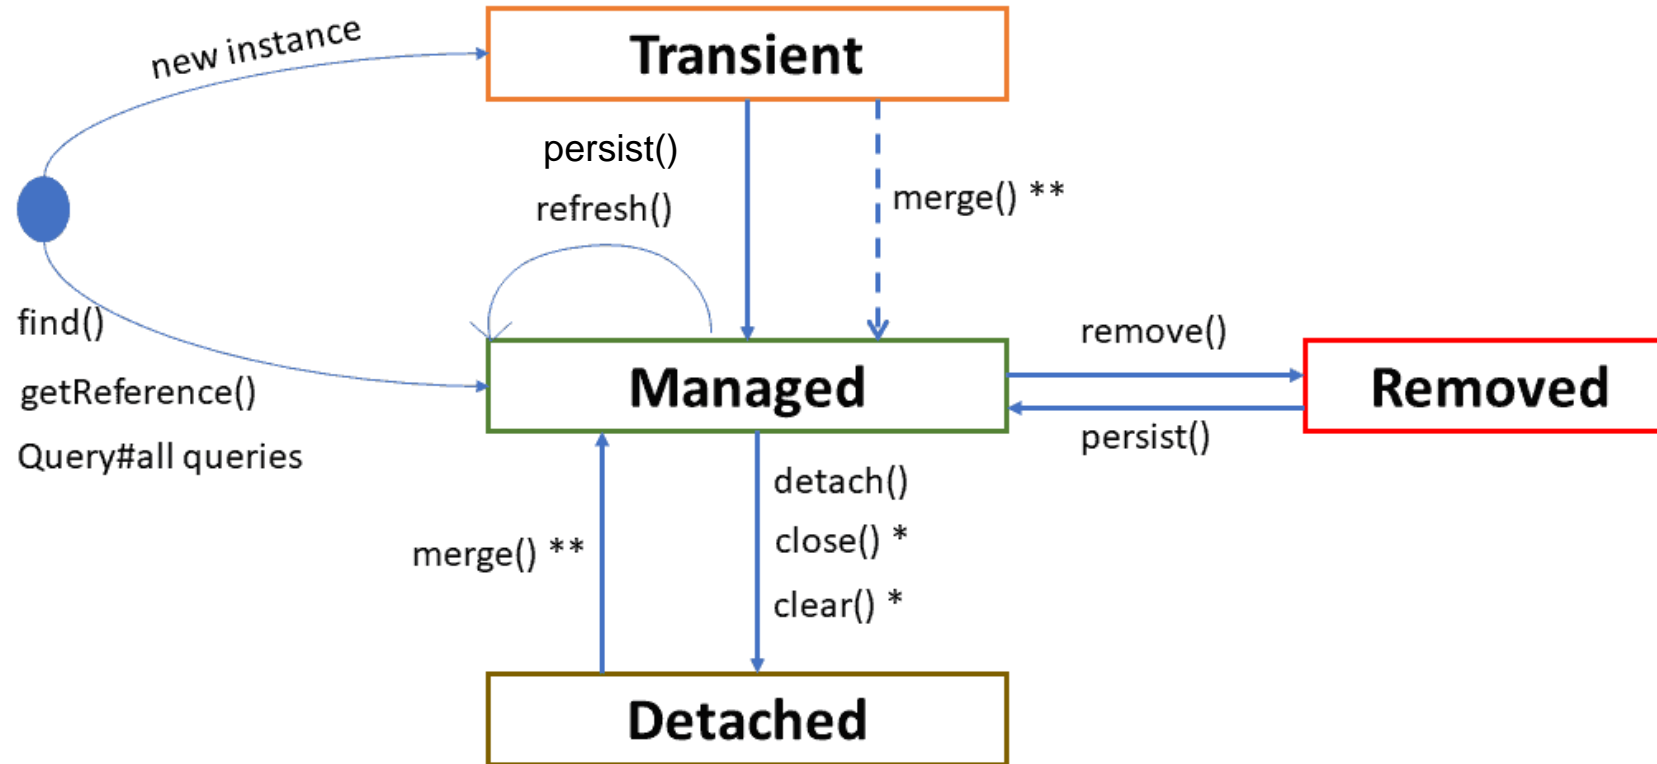 new instance
Transient
persist()
refresh()
merge() **
find()
getReference()
Query#all queries
Managed
remove()
persist()
Removed
merge() **
detach()
close() *
clear() *
Detached